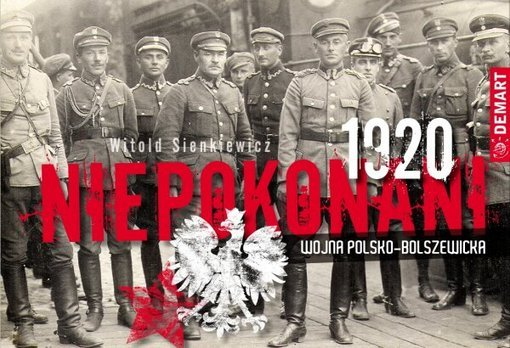 DEMART
Witold Sienkiewicz
1920
NIEPOKONANI
WOJNA POLSKO-BOLSZEWICKA